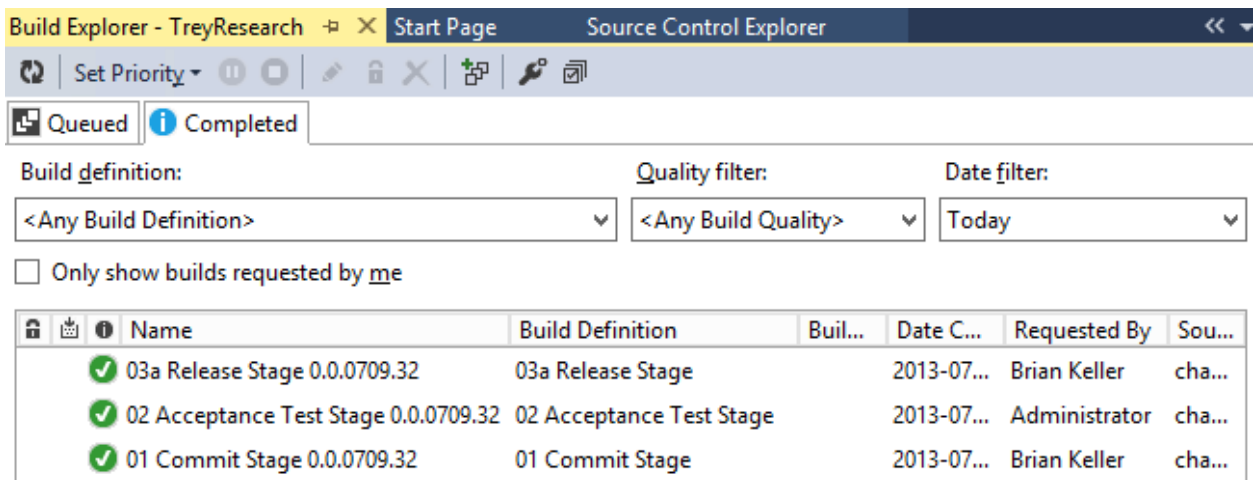 Build Explorer - TreyResearch Start Page Source Control Explorer
Set Priority
Queued Completed
Build definition: Quality filter: Date filter:
<Any Build Definition> <Any Build Quality> Today
Only show builds requested by me
Name Build Definition Buil... Date C... Requested By Sou...
03a Release Stage 0.0.0709.32 03a Release Stage 2013-07... Brian Keller cha...
02 Acceptance Test Stage 0.0.0709.32 02 Acceptance Test Stage 2013-07... Administrator cha...
01 Commit Stage 0.0.0709.32 01 Commit Stage 2013-07... Brian Keller cha...